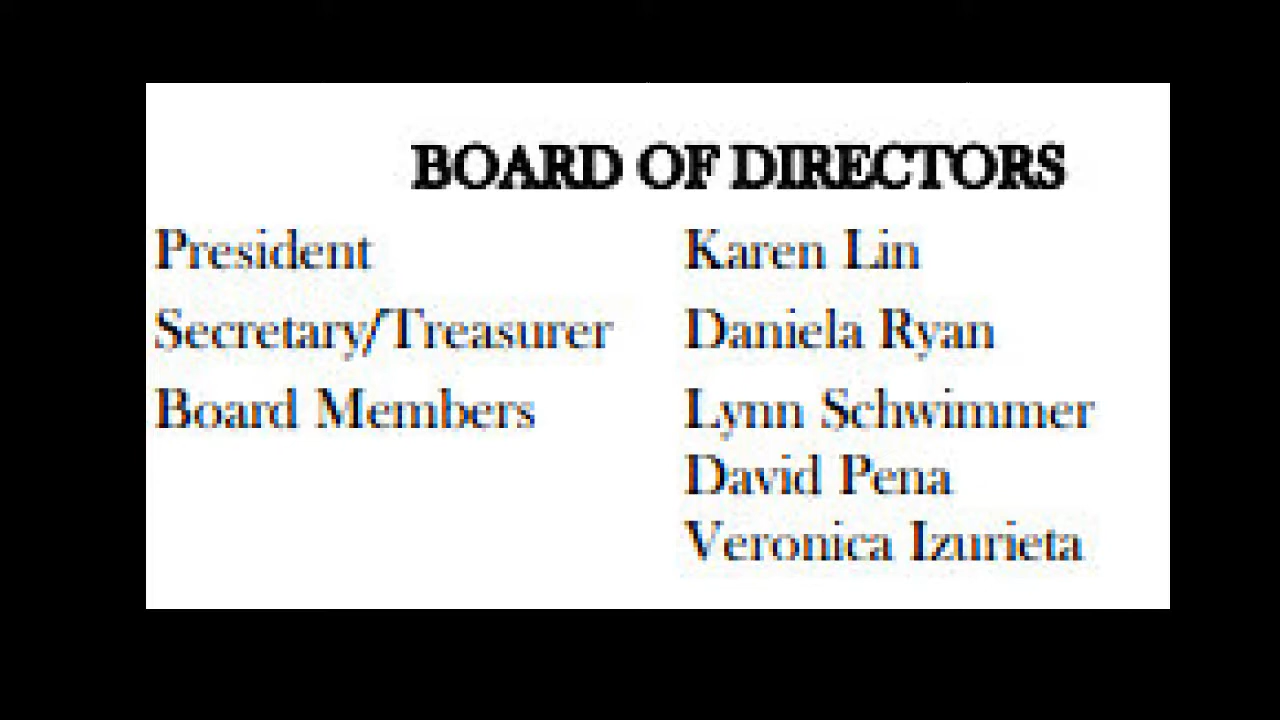 BOARD OF DIRECTORS
President Karen Lin
Secretary/Treasurer Daniela Ryan
Board Members Lynn Schwimmer
David Pena
Veronica Izurieta